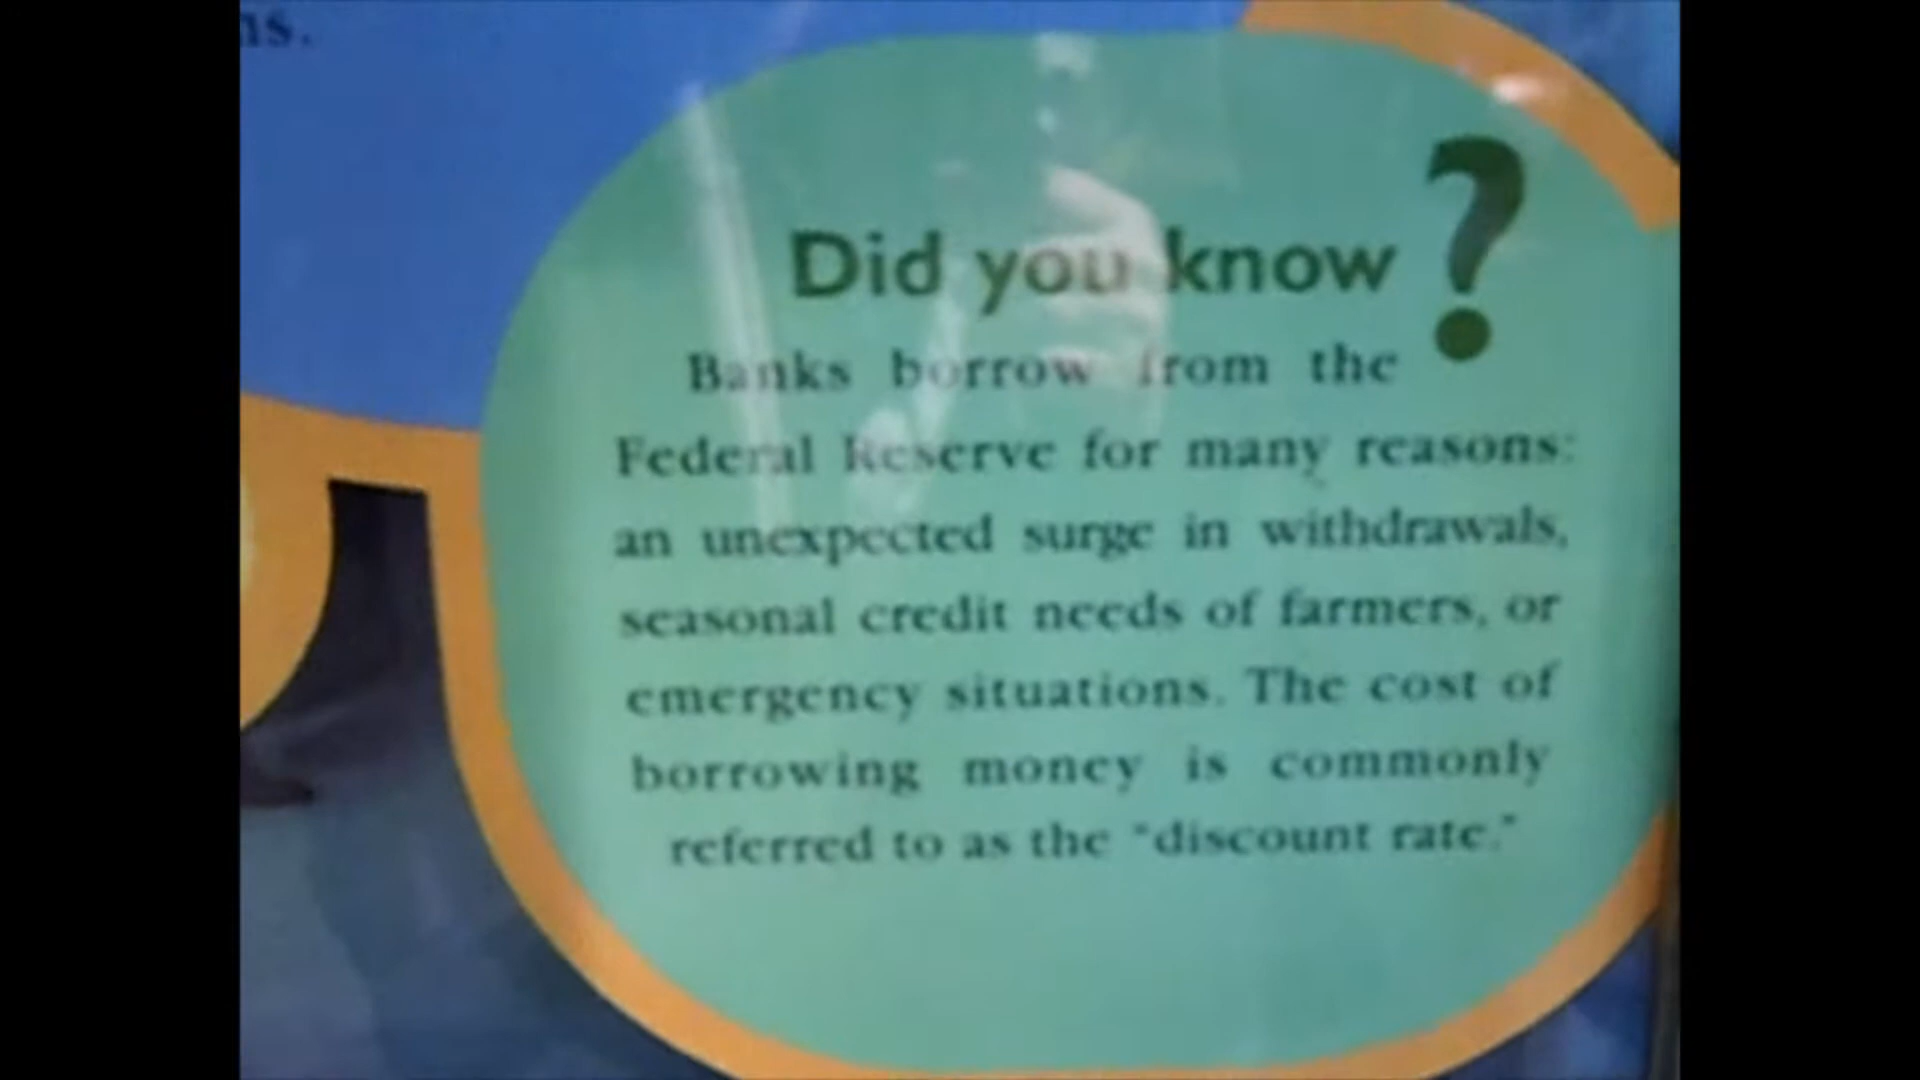 ns.
Did you know?
Banks borrow from the
Federal Reserve for many reasons:
an unexpected surge in withdrawals,
seasonal credit needs of farmers, or
emergency situations. The cost of
borrowing money is commonly
referred to as the "discount rate."